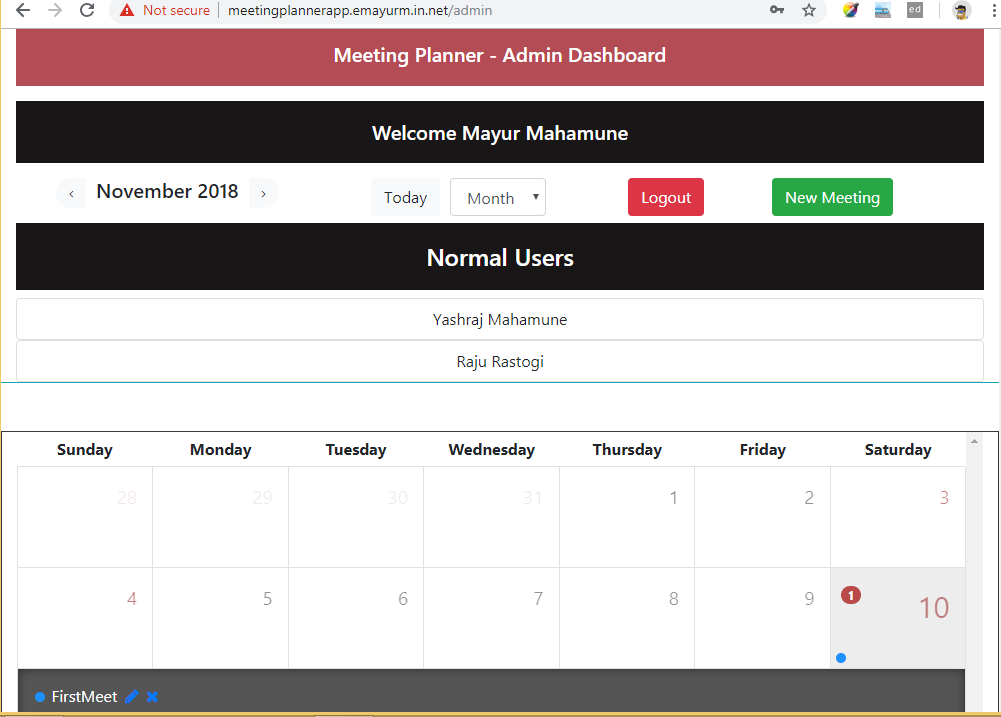 Not secure | meetingplannerapp.emayurm.in.net/admin ed
Meeting Planner - Admin Dashboard
Welcome Mayur Mahamune
‹ November 2018 › Today Month Logout New Meeting
Normal Users
Yashraj Mahamune
Raju Rastogi
Sunday Monday Tuesday Wednesday Thursday Friday Saturday
28 29 30 31 1 2 3
4 5 6 7 8 9 1 10
FirstMeet